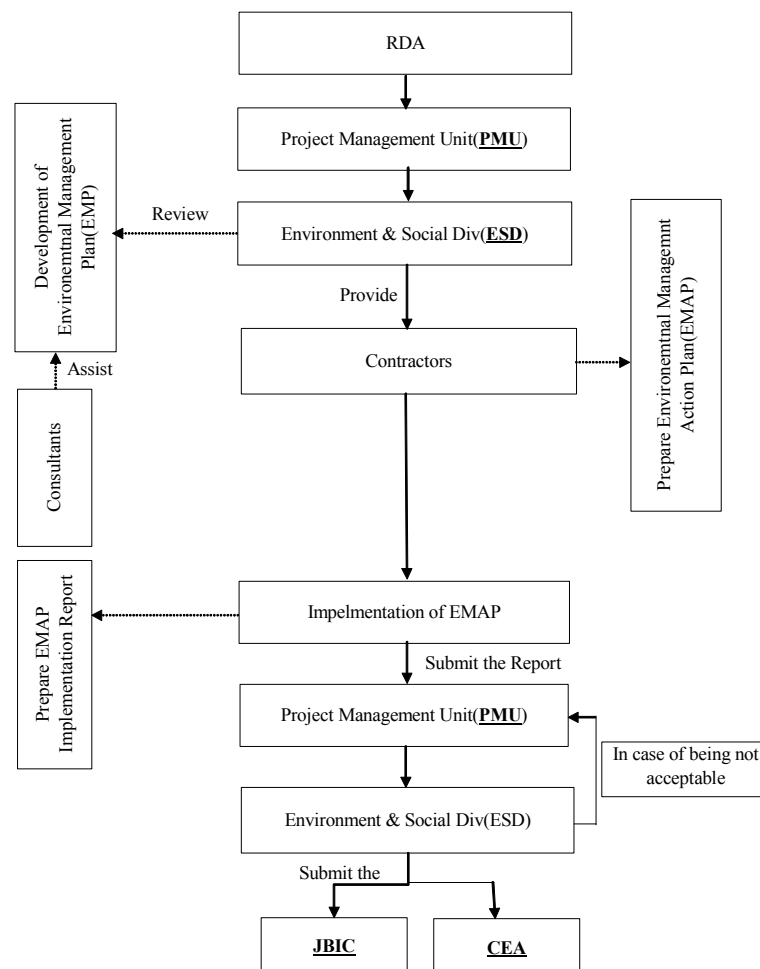 RDA
Project Management Unit(PMU)
Development of
Environemtnal Management
Plan(EMP)
Review
Environment & Social Div(ESD)
Provide
Prepare Environemtnal Managemnt
Action Plan(EMAP)
Contractors
Assist
Consultants
Prepare EMAP
Implementation Report
Impelmentation of EMAP
Submit the Report
Project Management Unit(PMU)
In case of being not
acceptable
Environment & Social Div(ESD)
Submit the
JBIC
CEA